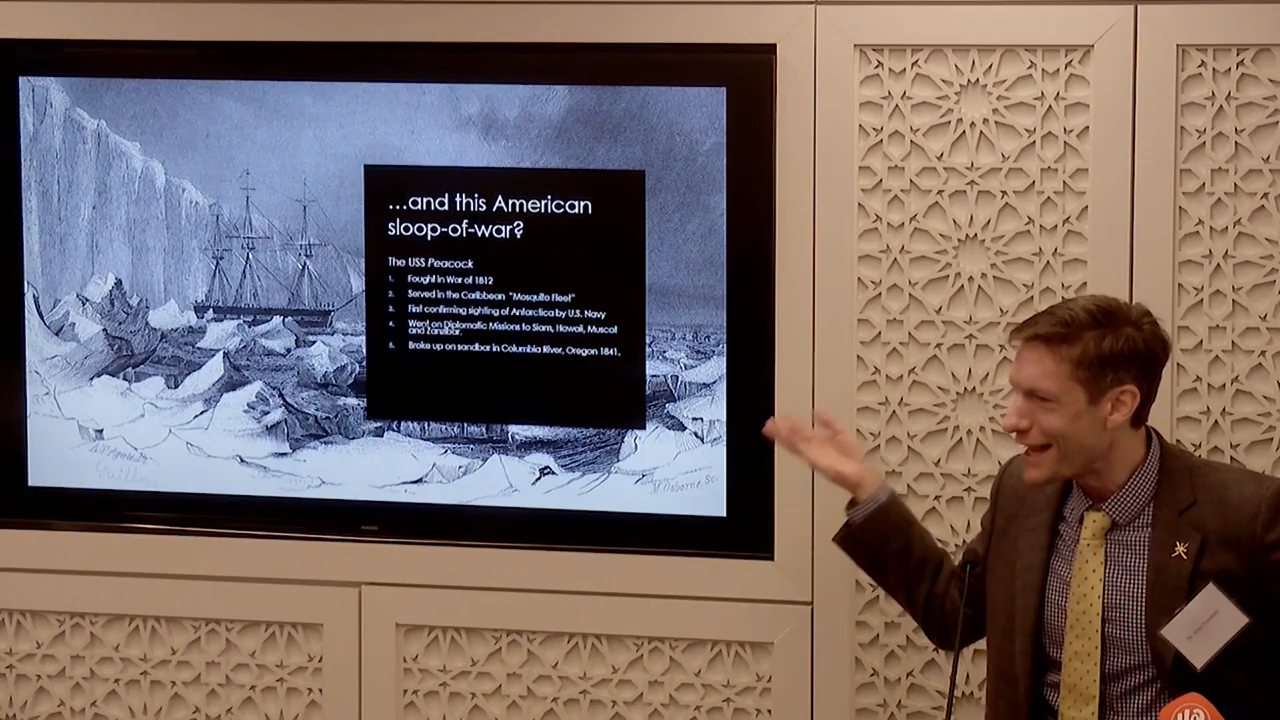 ...and this American
sloop-of-war?
The USS Peacock
1. Fought in War of 1812
2. Served in the Caribbean "Mosquito Fleet"
3. First confirming sighting of Antarctica by U.S. Navy
4. Went on Diplomatic Missions to Siam, Hawaii, Muscat
and Zanzibar.
5. Broke up on sandbar in Columbia River, Oregon 1841.
Osborne, Sc